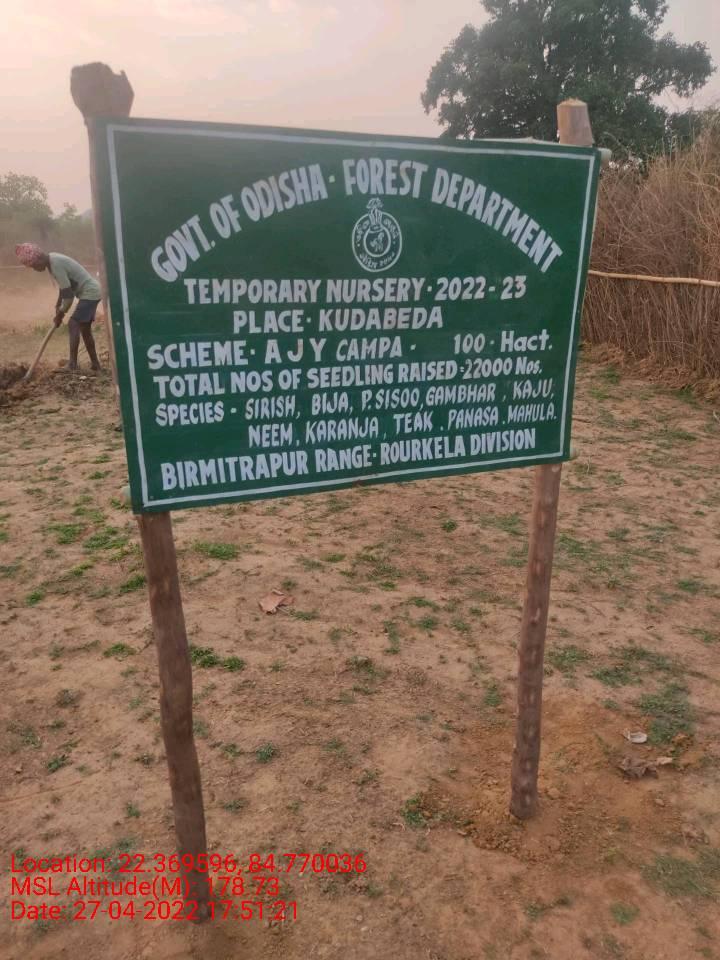 GOVT. OF ODISHA · FOREST DEPARTMENT
TEMPORARY NURSERY · 2022 - 23
PLACE · KUDABEDA
SCHEME · A J Y CAMPA · 100 · Hact.
TOTAL NOS OF SEEDLING RAISED :22000 Nos.
SPECIES - SIRISH, BIJA, P. SISOO, GAMBHAR, KAJU,
NEEM, KARANJA, TEAK, PANASA, MAHULA.
BIRMITRAPUR RANGE · ROURKELA DIVISION
Location: 22.369596, 84.770036
MSL Altitude(M): 178.73
Date: 27-04-2022 17:51:21